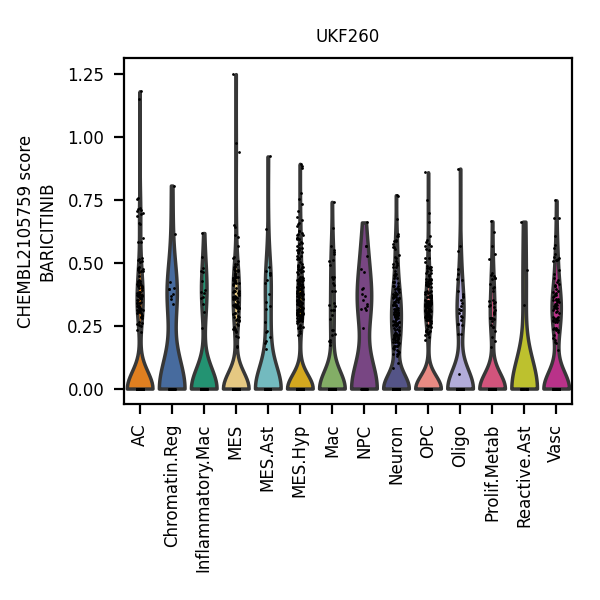 UKF260
CHEMBL2105759 score
BARICITINIB
1.25
1.00
0.75
0.50
0.25
0.00
AC
Chromatin.Reg
Inflammatory.Mac
MES
MES.Ast
MES.Hyp
Mac
NPC
Neuron
OPC
Oligo
Prolif.Metab
Reactive.Ast
Vasc